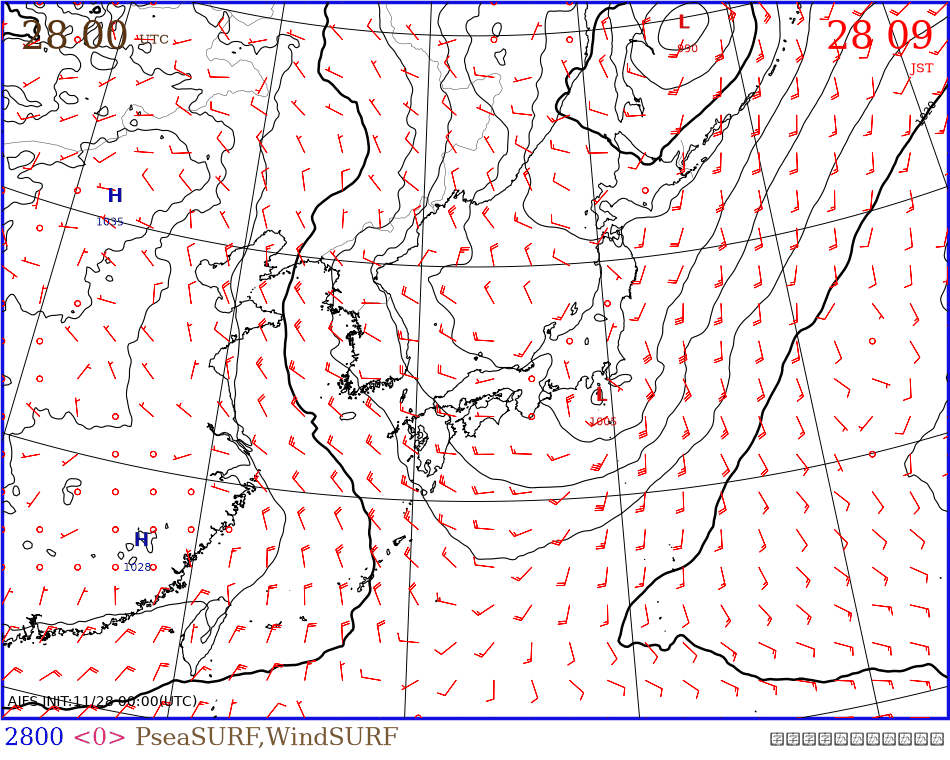 28 00 UTC
28 09
JST
L
990
1020
H
1035
L
1005
H
1028
AIFS INIT:11/28 00:00(UTC)
2800 <0> PseaSURF,WindSURF